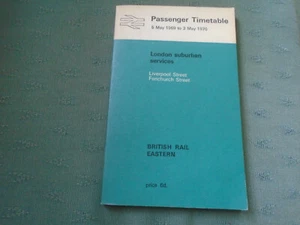 Passenger Timetable
5 May 1969 to 3 May 1970
London suburban
services
Liverpool Street
Fenchurch Street
BRITISH RAIL
EASTERN
price 6d.